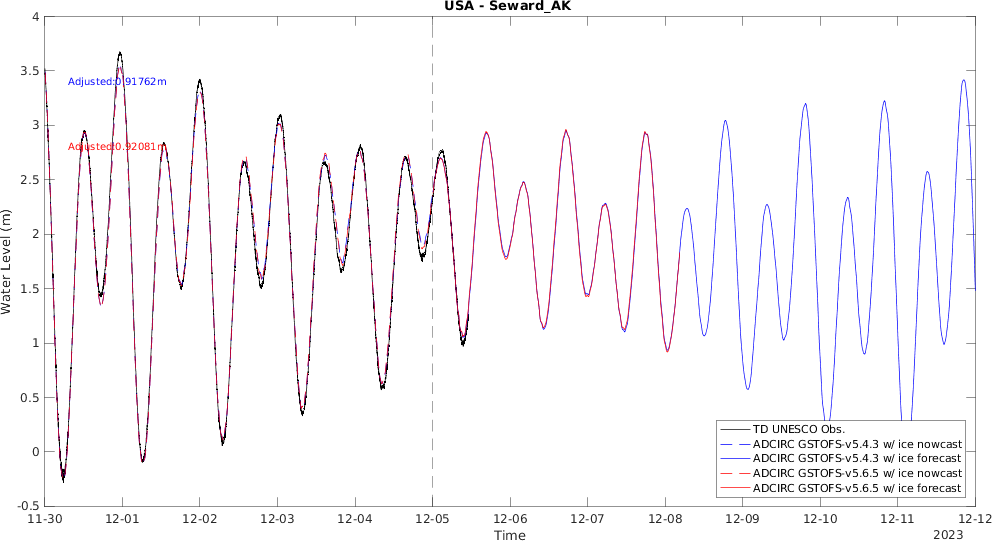 USA - Seward_AK
4
3.5
3
2.5
2
1.5
1
0.5
0
-0.5
Water Level (m)
Adjusted:0.91762m
Adjusted:0.92081m
TD UNESCO Obs.
ADCIRC GSTOFS-v5.4.3 w/ ice nowcast
ADCIRC GSTOFS-v5.4.3 w/ ice forecast
ADCIRC GSTOFS-v5.6.5 w/ ice nowcast
ADCIRC GSTOFS-v5.6.5 w/ ice forecast
11-30 12-01 12-02 12-03 12-04 12-05 12-06 12-07 12-08 12-09 12-10 12-11 12-12
Time
2023